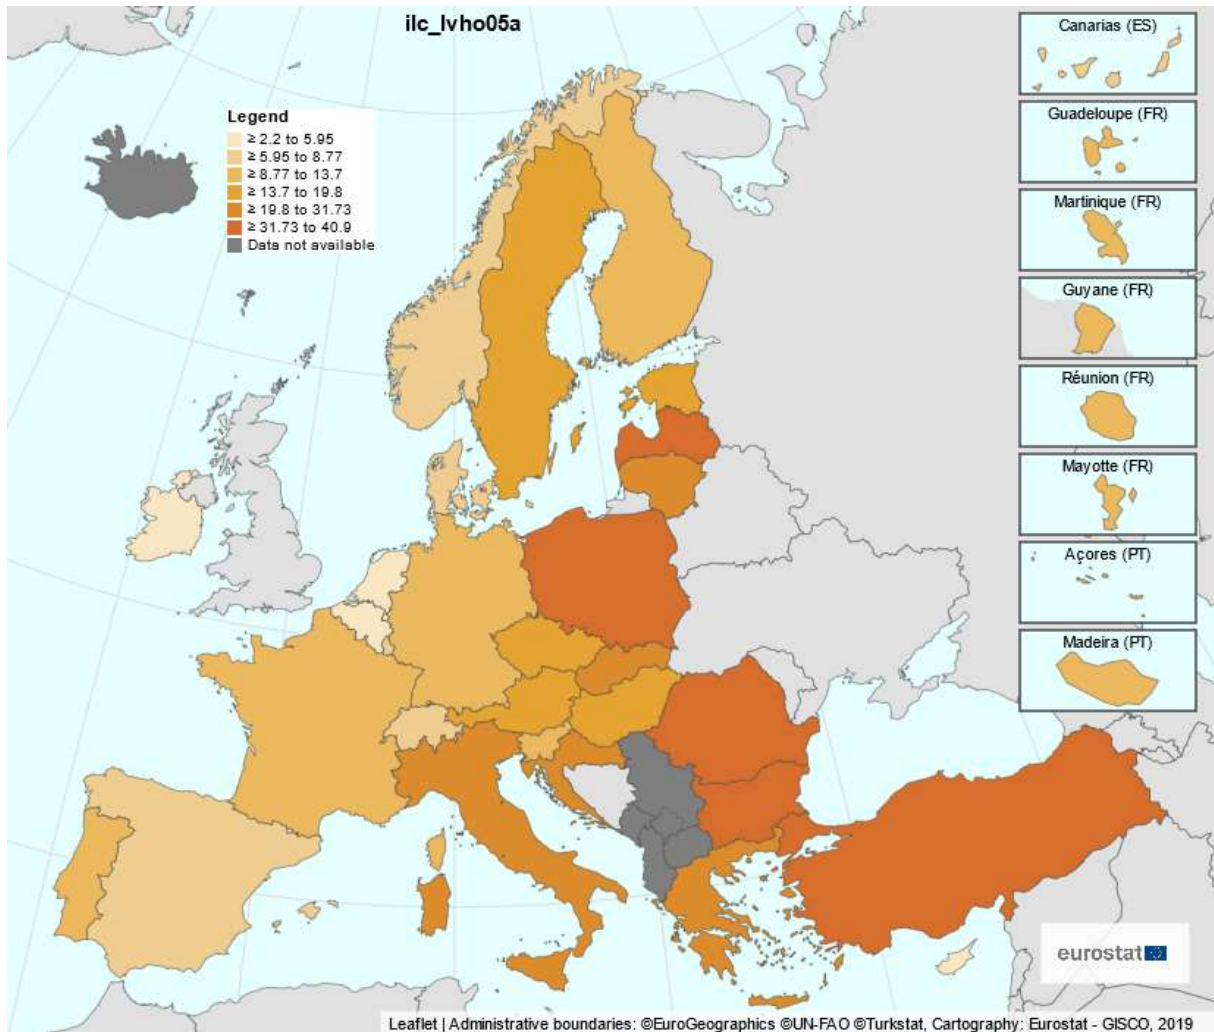 ilc_lvho05a
Legend
≥ 2.2 to 5.95
≥ 5.95 to 8.77
≥ 8.77 to 13.7
≥ 13.7 to 19.8
≥ 19.8 to 31.73
≥ 31.73 to 40.9
Data not available
Canarias (ES)
Guadeloupe (FR)
Martinique (FR)
Guyane (FR)
Réunion (FR)
Mayotte (FR)
Açores (PT)
Madeira (PT)
eurostat
Leaflet | Administrative boundaries: ©EuroGeographics ©UN-FAO ©Turkstat, Cartography: Eurostat - GISCO, 2019